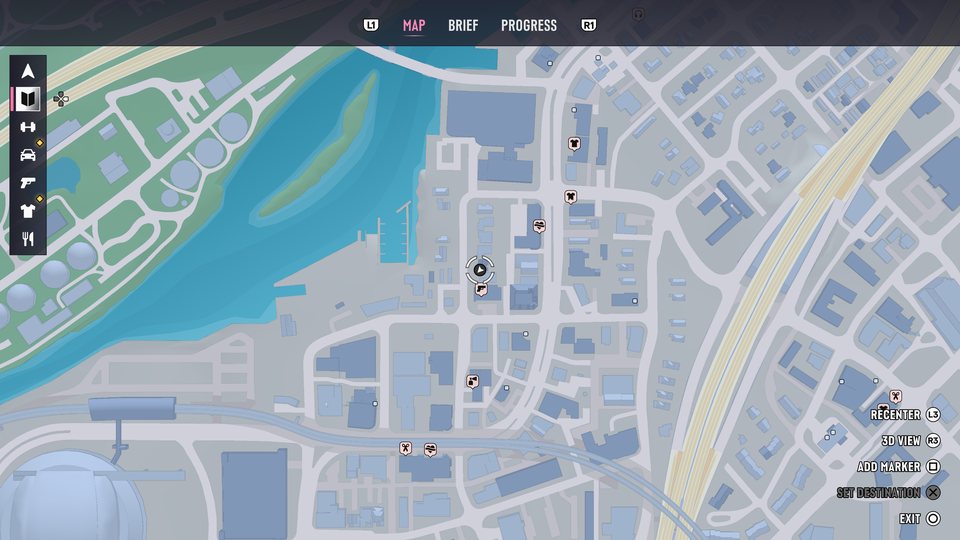 L1 MAP BRIEF PROGRESS R1
RECENTER L3
3D VIEW R3
ADD MARKER
SET DESTINATION
EXIT